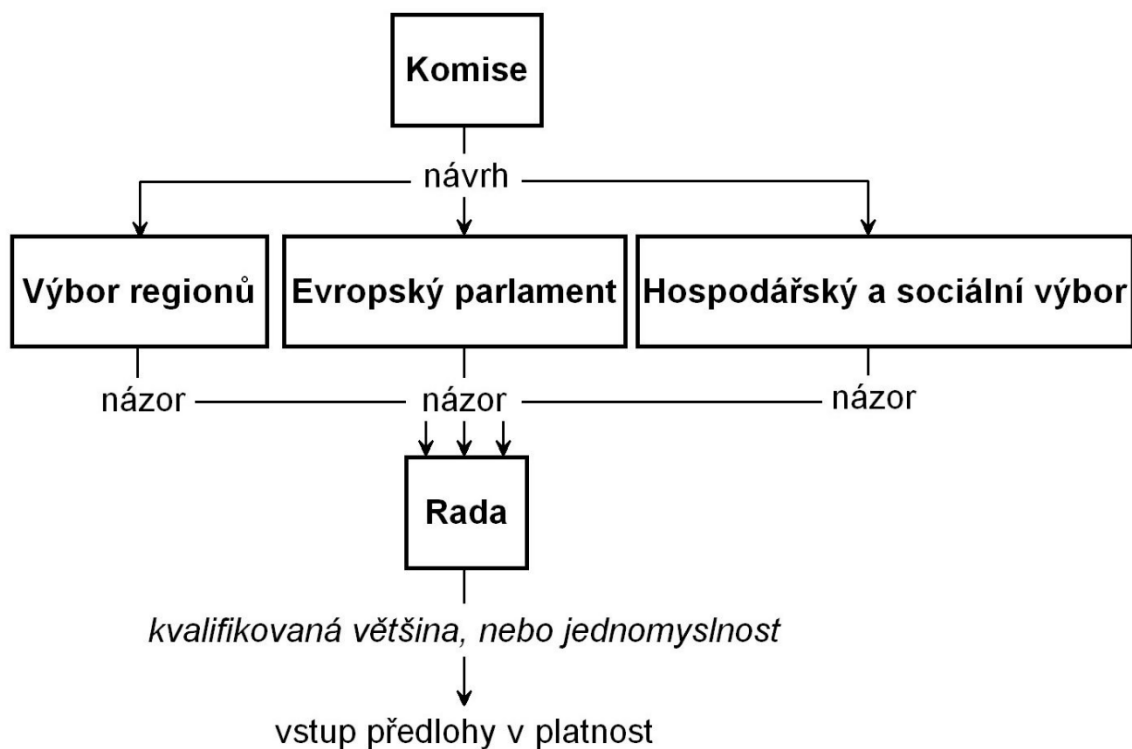 Komise
návrh
Výbor regionů
Evropský parlament
Hospodářský a sociální výbor
názor
názor
názor
Rada
kvalifikovaná většina, nebo jednomyslnost
vstup předlohy v platnost